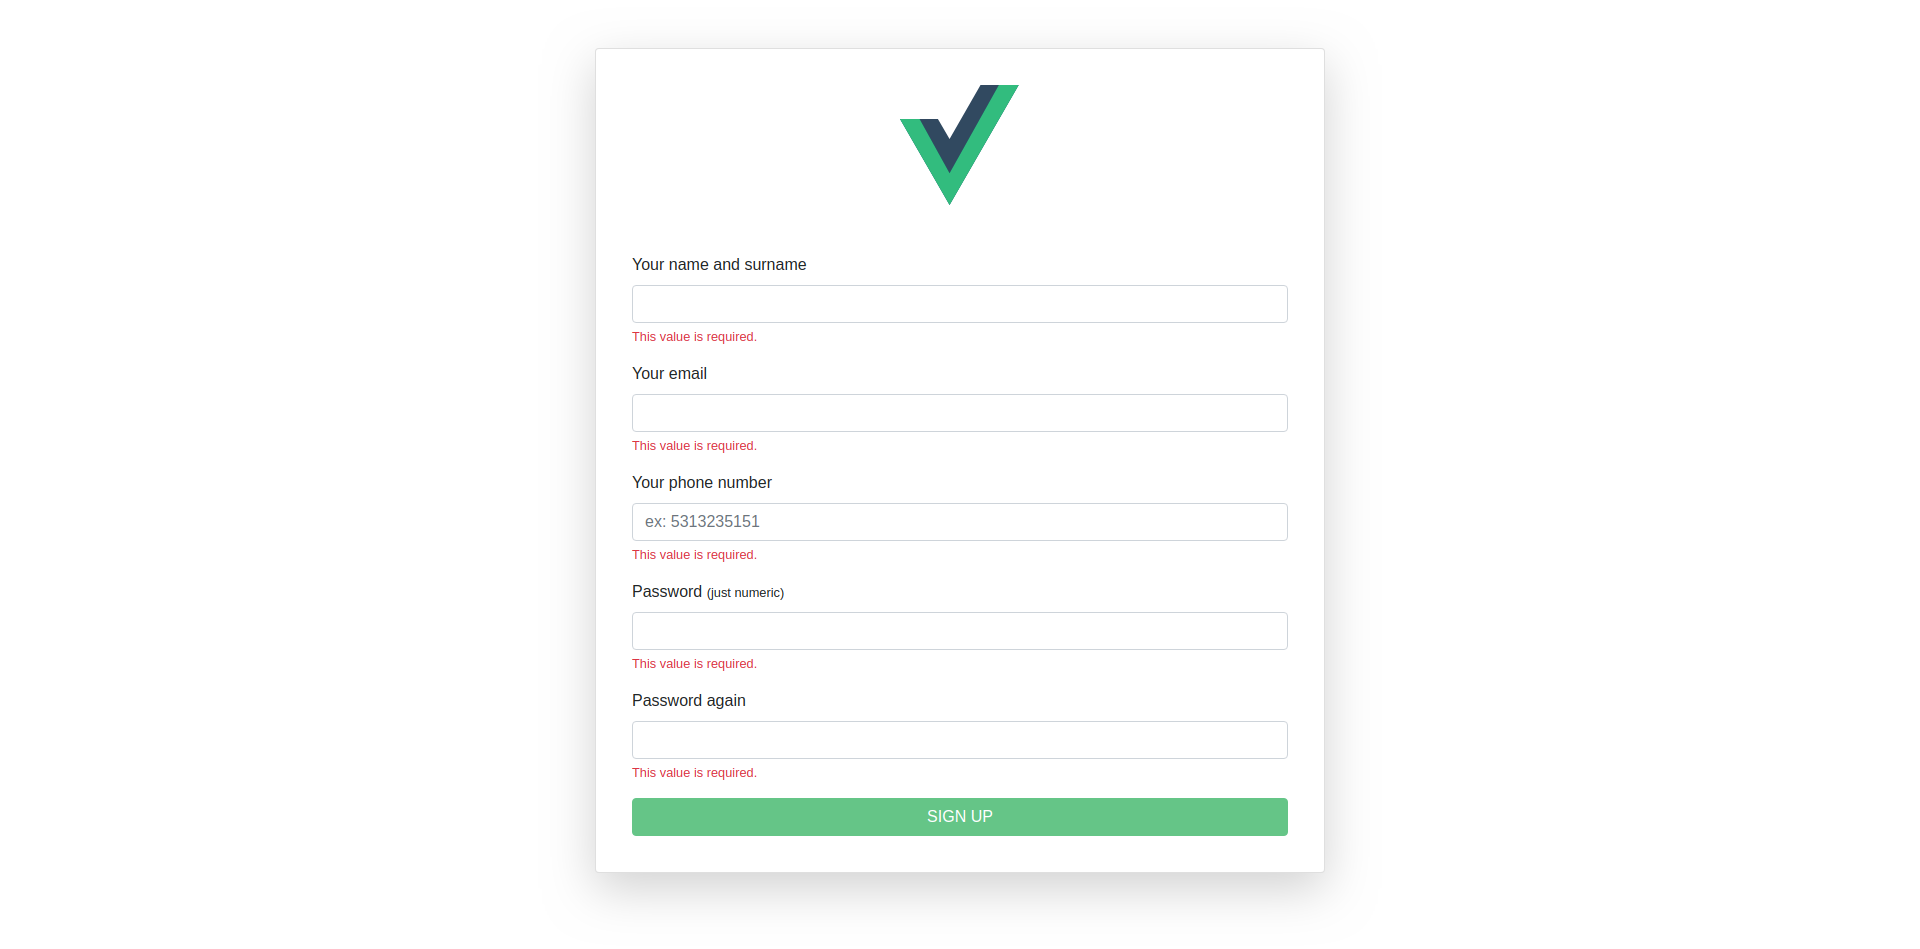 Your name and surname
This value is required.
Your email
This value is required.
Your phone number
ex: 5313235151
This value is required.
Password (just numeric)
This value is required.
Password again
This value is required.
SIGN UP